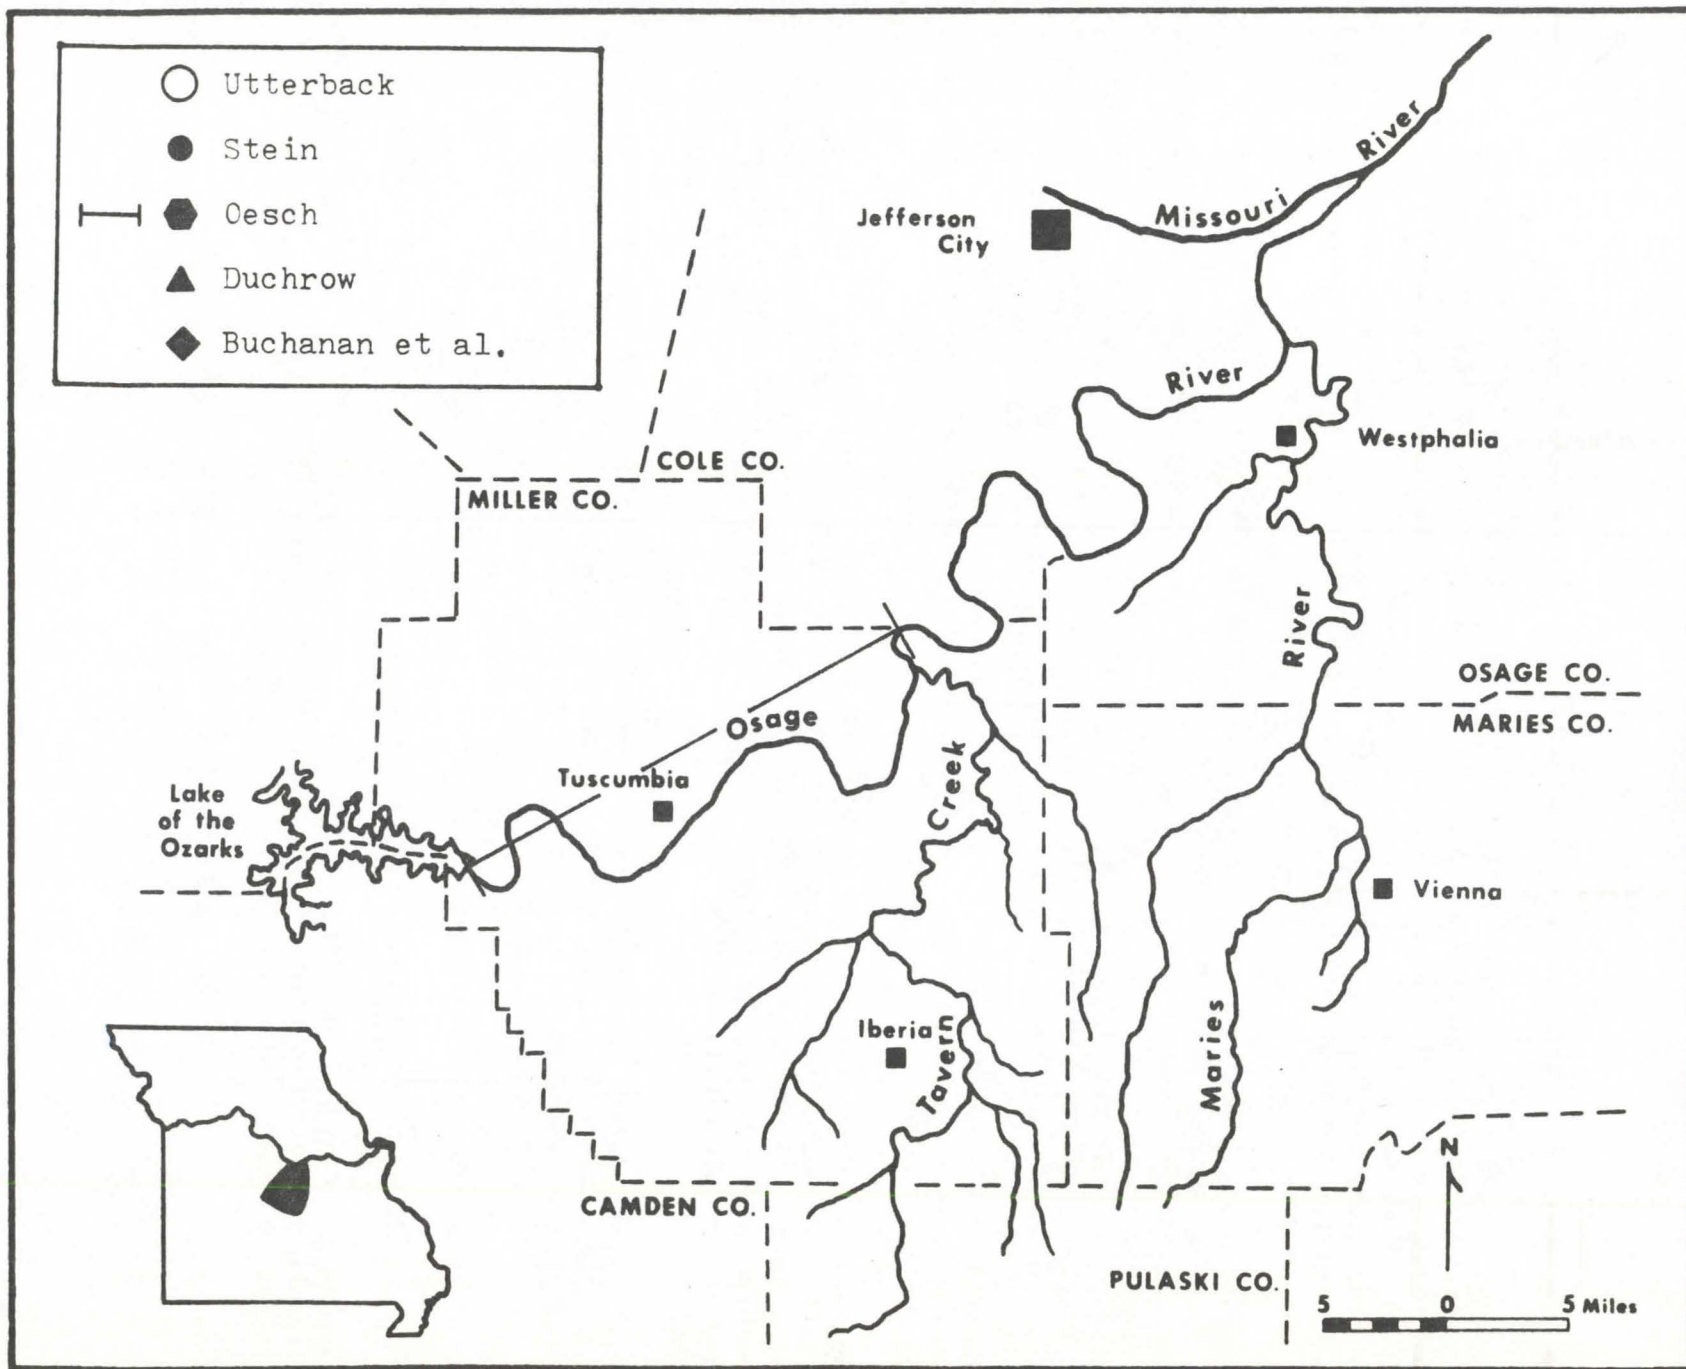 Utterback
Stein
Oesch
Duchrow
Buchanan et al.
Missouri River
Jefferson
City
River
Westphalia
COLE CO.
MILLER CO.
River
OSAGE CO.
MARIES CO.
Osage
Tuscumbia
Creek
Lake
of the
Ozarks
Vienna
Iberia
Tavern
Maries
N
CAMDEN CO.
PULASKI CO.
5 0 5 Miles